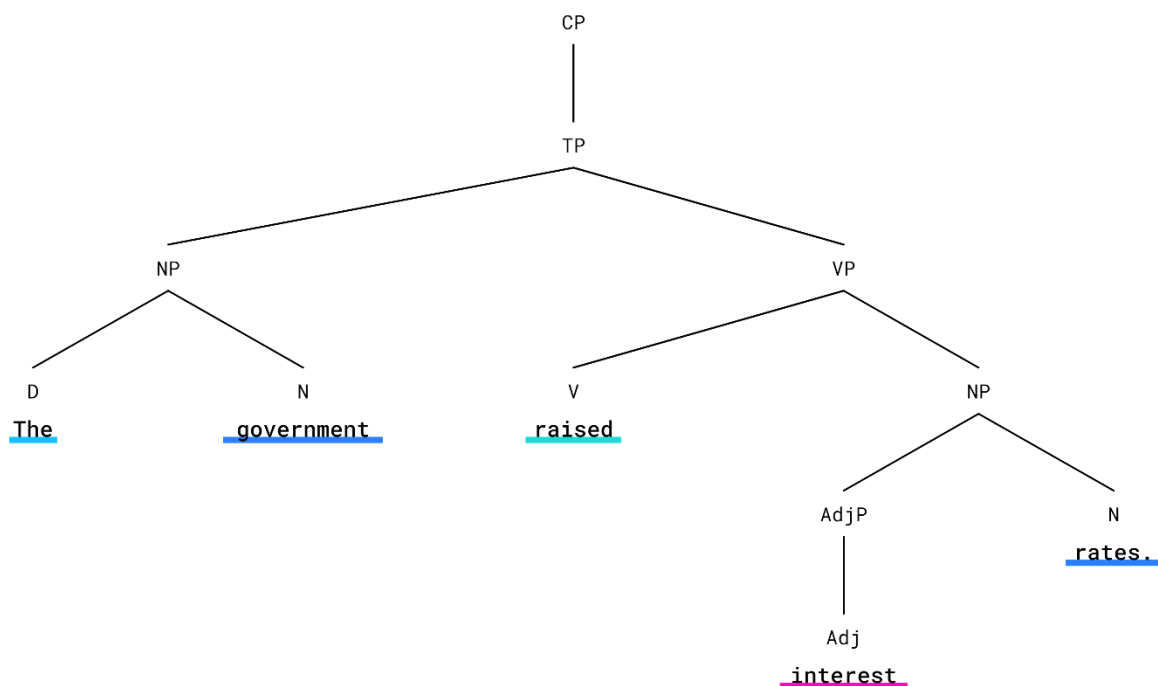 CP
TP
NP VP
D N V NP
The government raised
AdjP N
rates.
Adj
interest